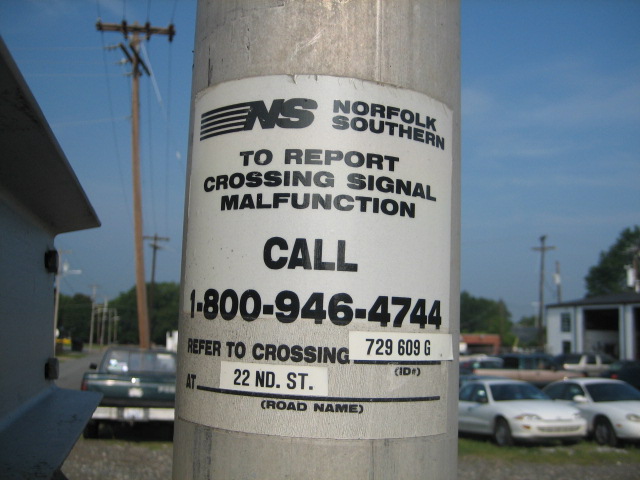 NS NORFOLK
SOUTHERN
TO REPORT
CROSSING SIGNAL
MALFUNCTION
CALL
1-800-946-4744
REFER TO CROSSING 729 609 G
(ID#)
AT 22 ND. ST.
(ROAD NAME)